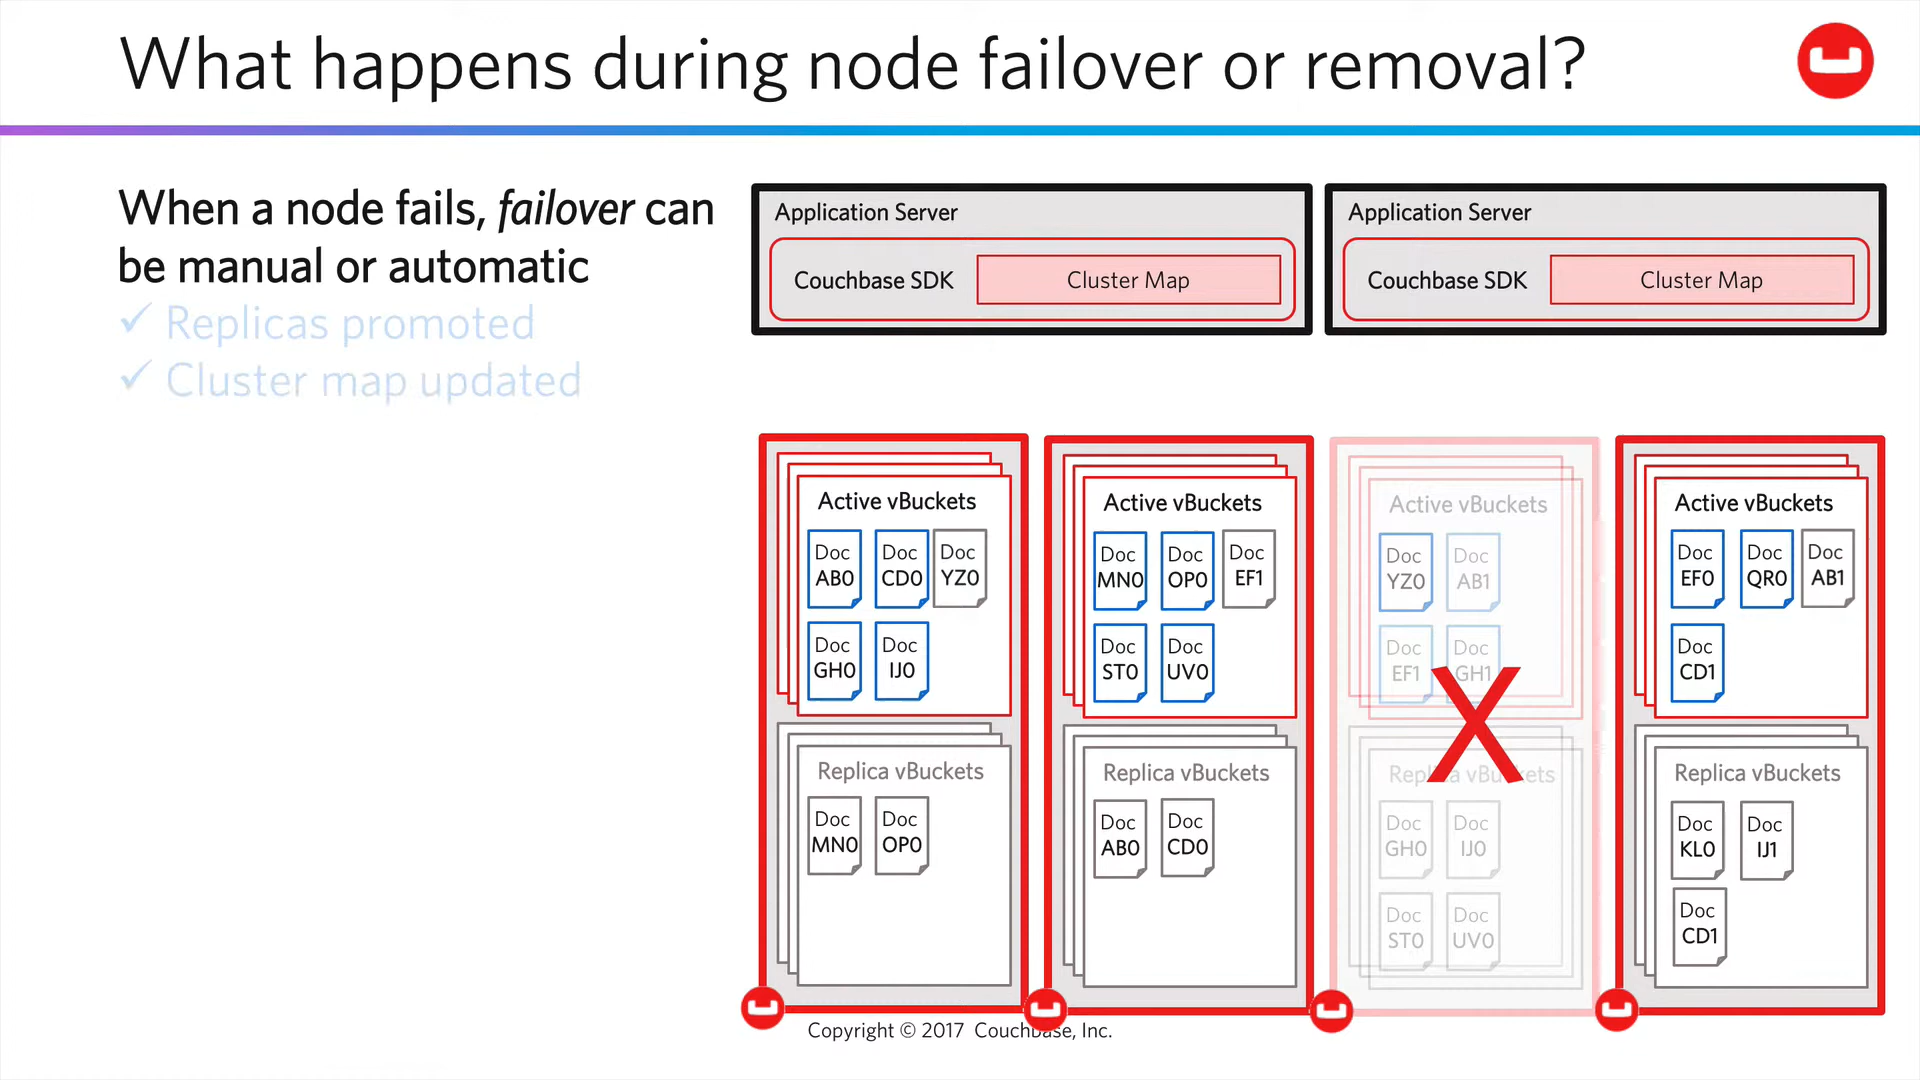 What happens during node failover or removal?
When a node fails, failover can
be manual or automatic
✓ Replicas promoted
✓ Cluster map updated
Application Server
Couchbase SDK
Cluster Map
Application Server
Couchbase SDK
Cluster Map
Active vBuckets
Doc AB0
Doc CD0
Doc YZ0
Doc GH0
Doc IJ0
Replica vBuckets
Doc MN0
Doc OP0
Active vBuckets
Doc MN0
Doc OP0
Doc EF1
Doc ST0
Doc UV0
Replica vBuckets
Doc AB0
Doc CD0
Active vBuckets
Doc YZ0
Doc AB1
Doc EF1
Doc GH1
X
Replica vBuckets
Doc GH0
Doc IJ0
Doc ST0
Doc UV0
Active vBuckets
Doc EF0
Doc QR0
Doc AB1
Doc CD1
Replica vBuckets
Doc KL0
Doc IJ1
Doc CD1
Copyright © 2017 Couchbase, Inc.